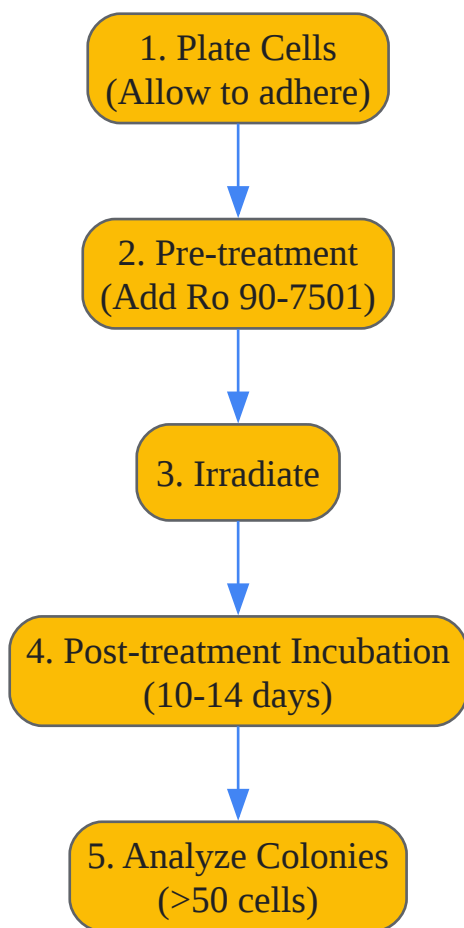 1. Plate Cells
(Allow to adhere)
2. Pre-treatment
(Add Ro 90-7501)
3. Irradiate
4. Post-treatment Incubation
(10-14 days)
5. Analyze Colonies
(>50 cells)